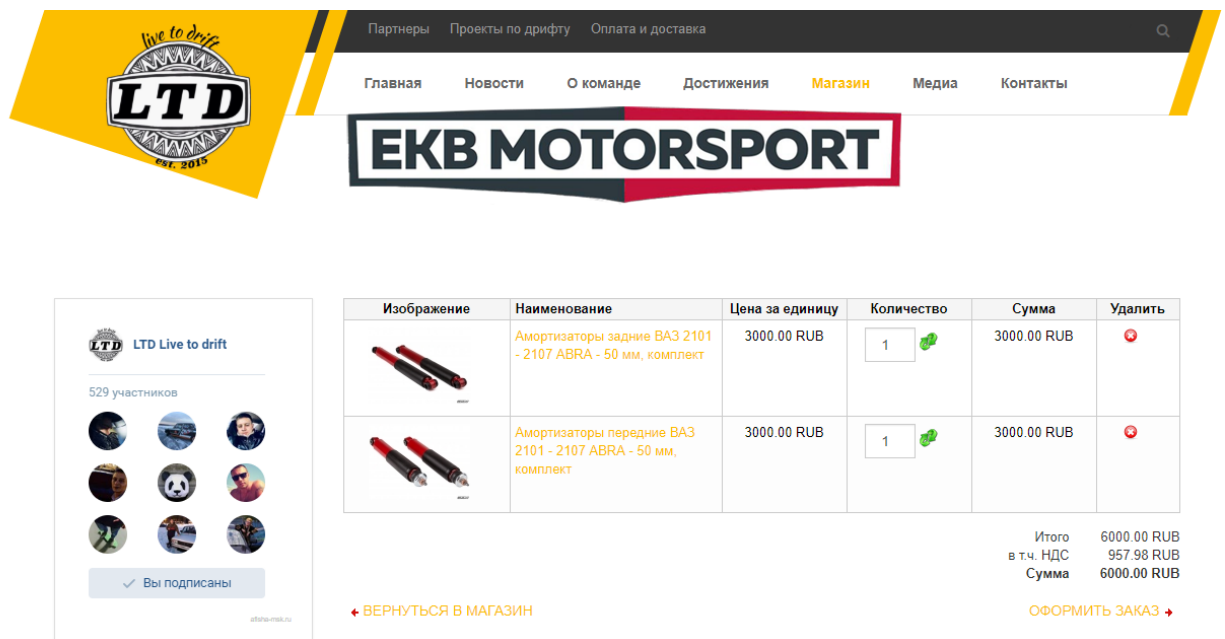 Партнеры Проекты по дрифту Оплата и доставка
live to drift
LTD
est. 2015
Главная Новости О команде Достижения Магазин Медиа Контакты
EKB MOTORSPORT
LTD
LTD Live to drift
529 участников
Вы подписаны
Изображение Наименование Цена за единицу Количество Сумма Удалить
Амортизаторы задние ВАЗ 2101
- 2107 ABRA - 50 мм, комплект
3000.00 RUB 1 3000.00 RUB
Амортизаторы передние ВАЗ
2101 - 2107 ABRA - 50 мм,
комплект
3000.00 RUB 1 3000.00 RUB
Итого 6000.00 RUB
в т.ч. НДС 957.98 RUB
Сумма 6000.00 RUB
ВЕРНУТЬСЯ В МАГАЗИН ОФОРМИТЬ ЗАКАЗ